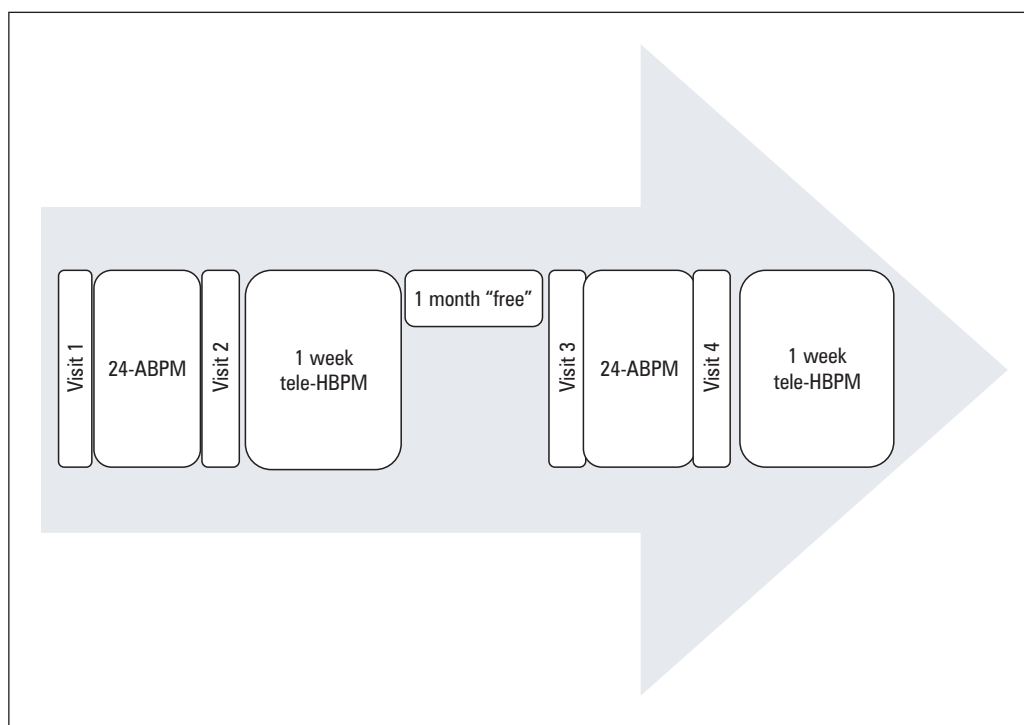 Visit 1
24-ABPM
Visit 2
1 week
tele-HBPM
1 month “free”
Visit 3
24-ABPM
Visit 4
1 week
tele-HBPM